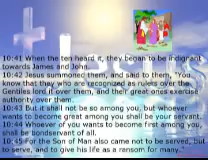 10:41 When the ten heard it, they began to be indignant
towards James and John.
10:42 Jesus summoned them, and said to them, "You
know that they who are recognized as rulers over the
Gentiles lord it over them, and their great ones exercise
authority over them.
10:43 But it shall not be so among you, but whoever
wants to become great among you shall be your servant.
10:44 Whoever of you wants to become first among you,
shall be bondservant of all.
10:45 For the Son of Man also came not to be served, but
to serve, and to give his life as a ransom for many."